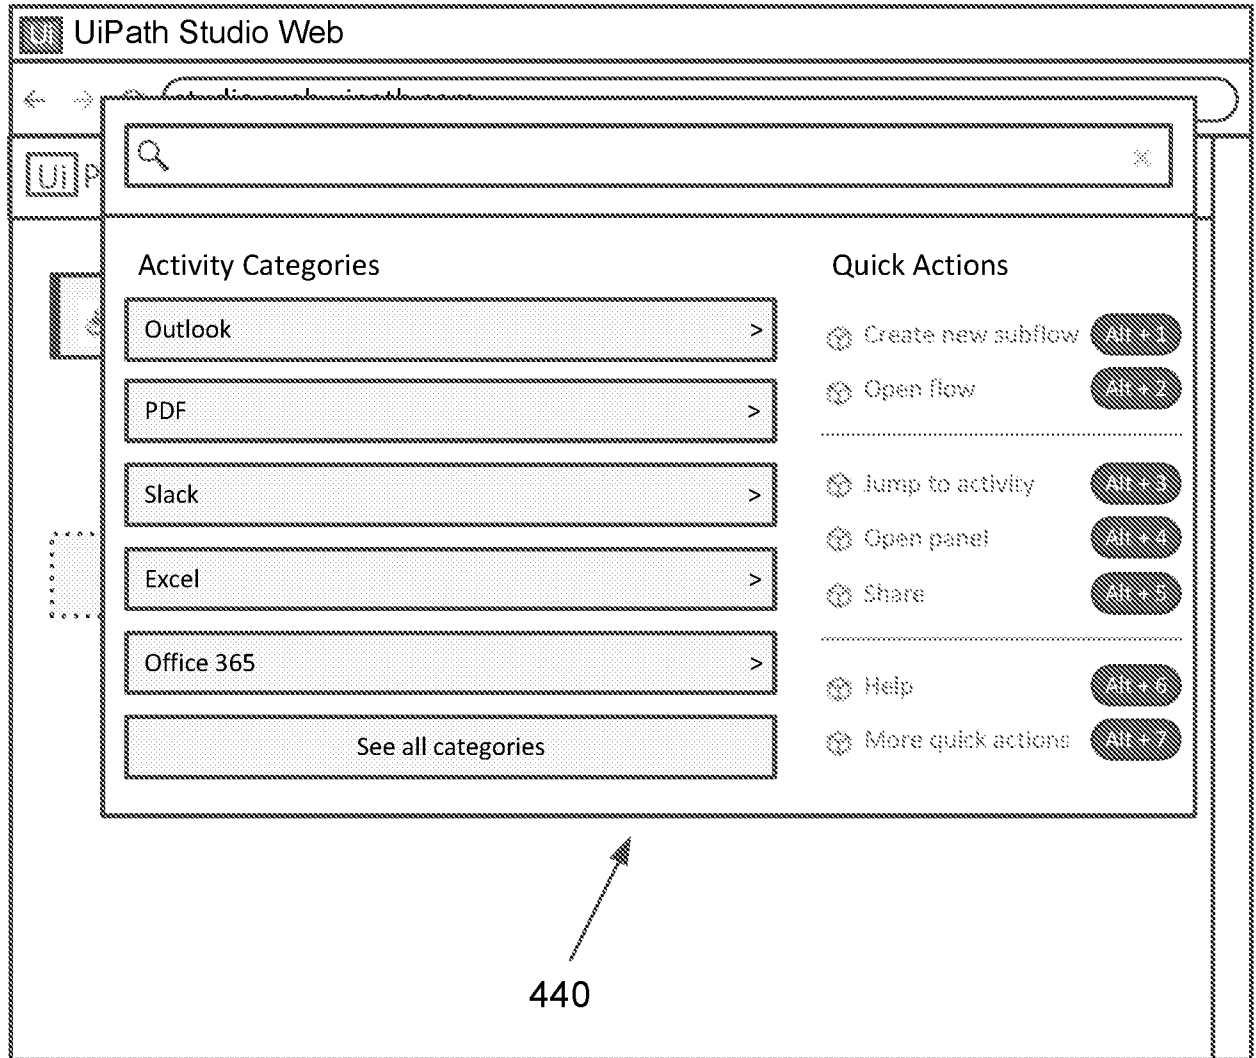 Ui UiPath Studio Web
Ui P
Activity Categories
Outlook >
PDF >
Slack >
Excel >
Office 365 >
See all categories
Quick Actions
Create new subflow Alt + 1
Open flow Alt + 2
Jump to activity Alt + 3
Open panel Alt + 4
Share Alt + 5
Help Alt + 6
More quick actions Alt + 7
440